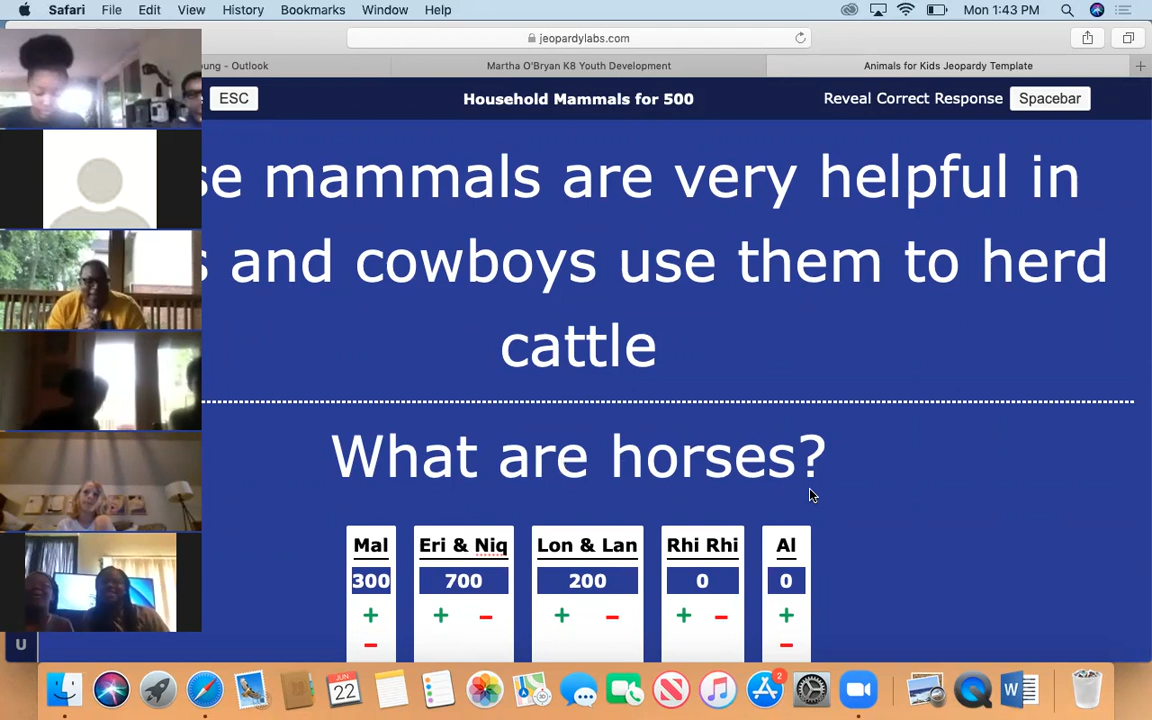 Safari File Edit View History Bookmarks Window Help Mon 1:43 PM
jeopardylabs.com
- Outlook Martha O'Bryan K8 Youth Development Animals for Kids Jeopardy Template
ESC Household Mammals for 500 Reveal Correct Response Spacebar
mammals are very helpful in
and cowboys use them to herd
cattle
What are horses?
Mal Eri & Niq Lon & Lan Rhi Rhi Al
300 700 200 0 0
+ + − + − + − +
− −
U
JUN
22
2
W